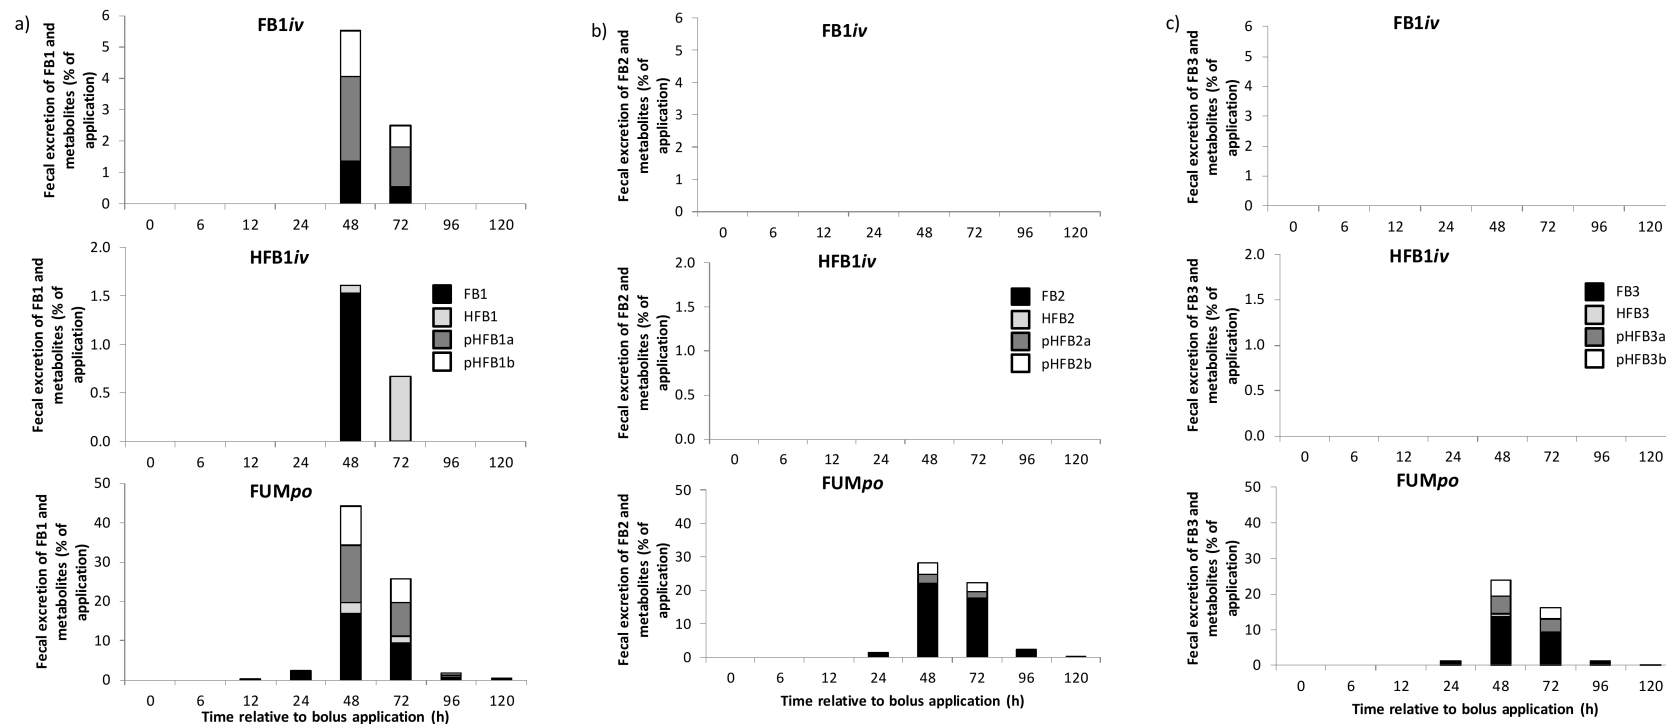 a)
FB1iv
Fecal excretion of FB1 and
metabolites (% of
application)
6
5
4
3
2
1
0
0 6 12 24 48 72 96 120
HFB1iv
Fecal excretion of FB1 and
metabolites (% of
application)
2.0
1.5
1.0
0.5
0.0
0 6 12 24 48 72 96 120
FB1
HFB1
pHFB1a
pHFB1b
FUMpo
Fecal excretion of FB1 and
metabolites (% of
application)
50
40
30
20
10
0
0 6 12 24 48 72 96 120
Time relative to bolus application (h)
b)
FB1iv
Fecal excretion of FB2 and
metabolites (% of
application)
6
5
4
3
2
1
0
0 6 12 24 48 72 96 120
HFB1iv
Fecal excretion of FB2 and
metabolites (% of
application)
2.0
1.5
1.0
0.5
0.0
0 6 12 24 48 72 96 120
FB2
HFB2
pHFB2a
pHFB2b
FUMpo
Fecal excretion of FB2 and
metabolites (% of
application)
50
40
30
20
10
0
0 6 12 24 48 72 96 120
Time relative to bolus application (h)
c)
FB1iv
Fecal excretion of FB3 and
metabolites (% of
application)
6
5
4
3
2
1
0
0 6 12 24 48 72 96 120
HFB1iv
Fecal excretion of FB3 and
metabolites (% of
application)
2.0
1.5
1.0
0.5
0.0
0 6 12 24 48 72 96 120
FB3
HFB3
pHFB3a
pHFB3b
FUMpo
Fecal excretion of FB3 and
metabolites (% of
application)
50
40
30
20
10
0
0 6 12 24 48 72 96 120
Time relative to bolus application (h)